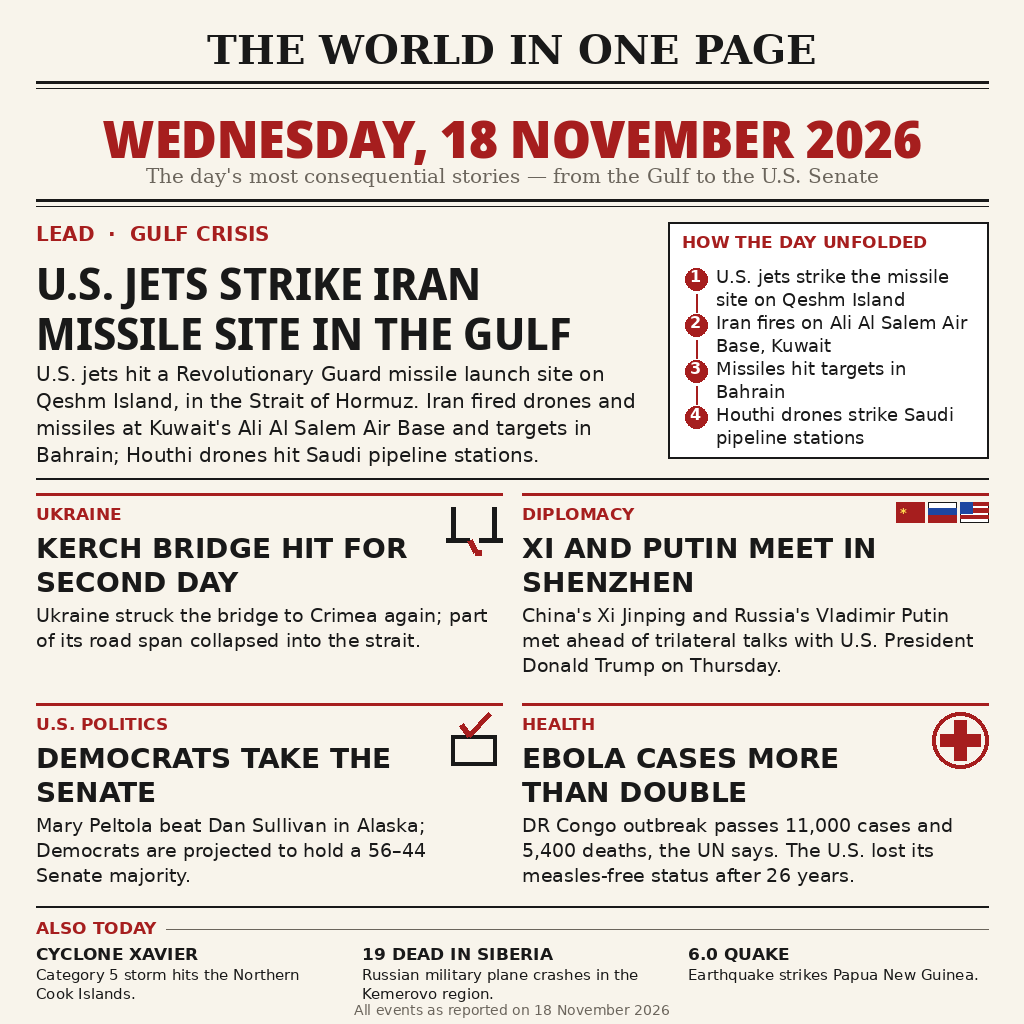 THE WORLD IN ONE PAGE
WEDNESDAY, 18 NOVEMBER 2026
The day's most consequential stories — from the Gulf to the U.S. Senate
LEAD · GULF CRISIS
U.S. JETS STRIKE IRAN
MISSILE SITE IN THE GULF
U.S. jets hit a Revolutionary Guard missile launch site on
Qeshm Island, in the Strait of Hormuz. Iran fired drones and
missiles at Kuwait's Ali Al Salem Air Base and targets in
Bahrain; Houthi drones hit Saudi pipeline stations.
HOW THE DAY UNFOLDED
1 U.S. jets strike the missile
site on Qeshm Island
2 Iran fires on Ali Al Salem Air
Base, Kuwait
3 Missiles hit targets in
Bahrain
4 Houthi drones strike Saudi
pipeline stations
UKRAINE
KERCH BRIDGE HIT FOR
SECOND DAY
Ukraine struck the bridge to Crimea again; part
of its road span collapsed into the strait.
DIPLOMACY
XI AND PUTIN MEET IN
SHENZHEN
China's Xi Jinping and Russia's Vladimir Putin
met ahead of trilateral talks with U.S. President
Donald Trump on Thursday.
U.S. POLITICS
DEMOCRATS TAKE THE
SENATE
Mary Peltola beat Dan Sullivan in Alaska;
Democrats are projected to hold a 56–44
Senate majority.
HEALTH
EBOLA CASES MORE
THAN DOUBLE
DR Congo outbreak passes 11,000 cases and
5,400 deaths, the UN says. The U.S. lost its
measles-free status after 26 years.
ALSO TODAY
CYCLONE XAVIER
Category 5 storm hits the Northern
Cook Islands.
19 DEAD IN SIBERIA
Russian military plane crashes in the
Kemerovo region.
6.0 QUAKE
Earthquake strikes Papua New Guinea.
All events as reported on 18 November 2026